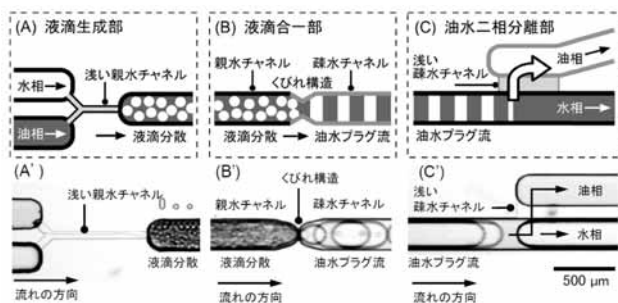 (A) 液滴生成部
水相
油相
浅い親水チャネル
液滴分散
(B) 液滴合一部
親水チャネル
疎水チャネル
くびれ構造
液滴分散
油水プラグ流
(C) 油水二相分離部
浅い
疎水チャネル
油相
水相
油水プラグ流
(A')
浅い親水チャネル
液滴分散
流れの方向
(B')
くびれ構造
親水チャネル
疎水チャネル
液滴分散
油水プラグ流
流れの方向
(C')
浅い
疎水チャネル
油相
水相
油水プラグ流
流れの方向
500 µm